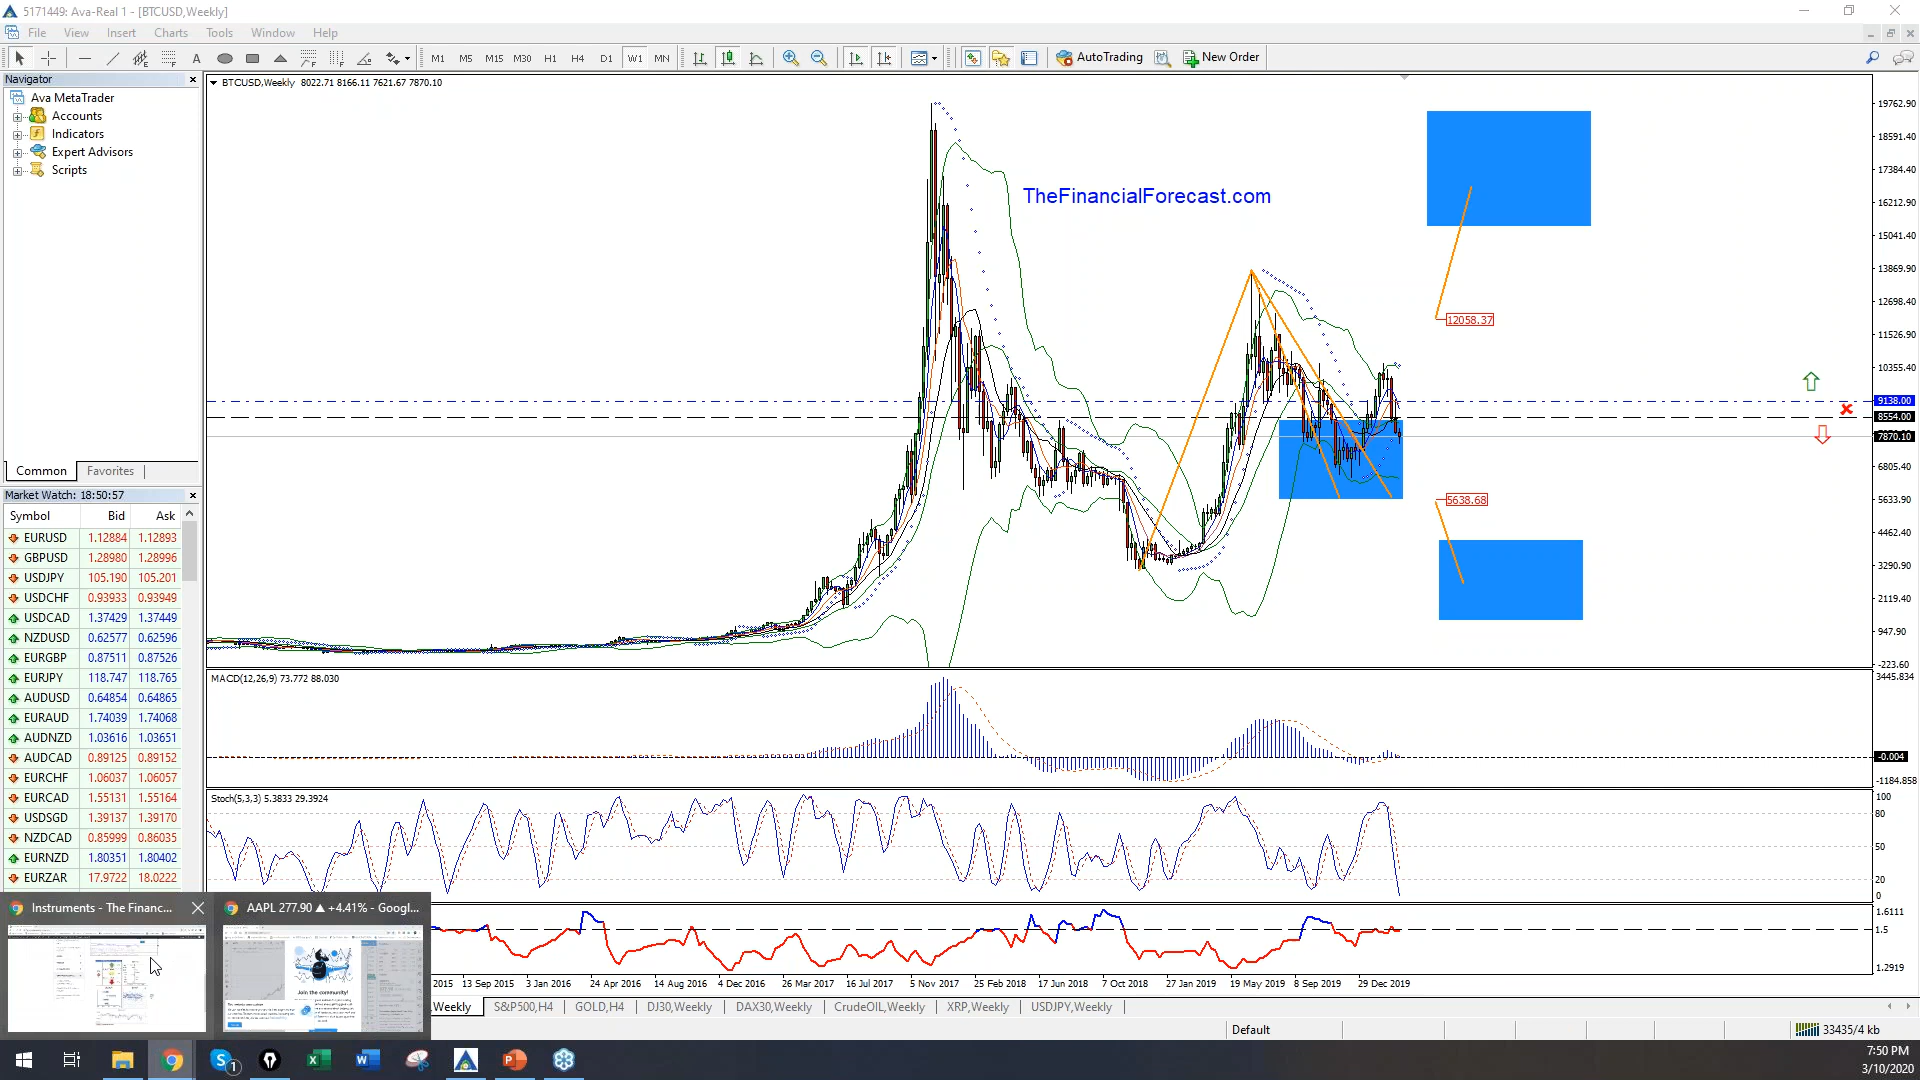 5171449: Ava-Real 1 - [BTCUSD,Weekly]
File View Insert Charts Tools Window Help
A M1 M5 M15 M30 H1 H4 D1 W1 MN AutoTrading New Order
Navigator
Ava MetaTrader
Accounts
Indicators
Expert Advisors
Scripts
Common Favorites
Market Watch: 18:50:57
Symbol Bid Ask
EURUSD 1.12884 1.12893
GBPUSD 1.28980 1.28996
USDJPY 105.190 105.201
USDCHF 0.93933 0.93949
USDCAD 1.37429 1.37449
NZDUSD 0.62577 0.62596
EURGBP 0.87511 0.87526
EURJPY 118.747 118.765
AUDUSD 0.64854 0.64865
EURAUD 1.74039 1.74068
AUDNZD 1.03616 1.03651
AUDCAD 0.89125 0.89152
EURCHF 1.06037 1.06057
EURCAD 1.55131 1.55164
USDSGD 1.39137 1.39170
NZDCAD 0.85999 0.86035
EURNZD 1.80351 1.80402
EURZAR 17.9722 18.0222
BTCUSD,Weekly 8022.71 8166.11 7621.67 7870.10
TheFinancialForecast.com
12058.37
5638.68
19762.90
18591.40
17384.40
16212.90
15041.40
13869.90
12698.40
11526.90
10355.40
9138.00
8554.00
7870.10
6805.40
5633.90
4462.40
3290.90
2119.40
947.90
-223.60
MACD(12,26,9) 73.772 88.030
3445.834
-0.004
-1184.858
Stoch(5,3,3) 5.3833 29.3924
100
80
50
20
0
1.6111
1.5
1.2919
2015 13 Sep 2015 3 Jan 2016 24 Apr 2016 14 Aug 2016 4 Dec 2016 26 Mar 2017 16 Jul 2017 5 Nov 2017 25 Feb 2018 17 Jun 2018 7 Oct 2018 27 Jan 2019 19 May 2019 8 Sep 2019 29 Dec 2019
Weekly S&P500,H4 GOLD,H4 DJ30,Weekly DAX30,Weekly CrudeOIL,Weekly XRP,Weekly USDJPY,Weekly
Instruments - The Financ...
AAPL 277.90 ▲ +4.41% - Googl...
Join the community!
Default
33435/4 kb
1
7:50 PM
3/10/2020